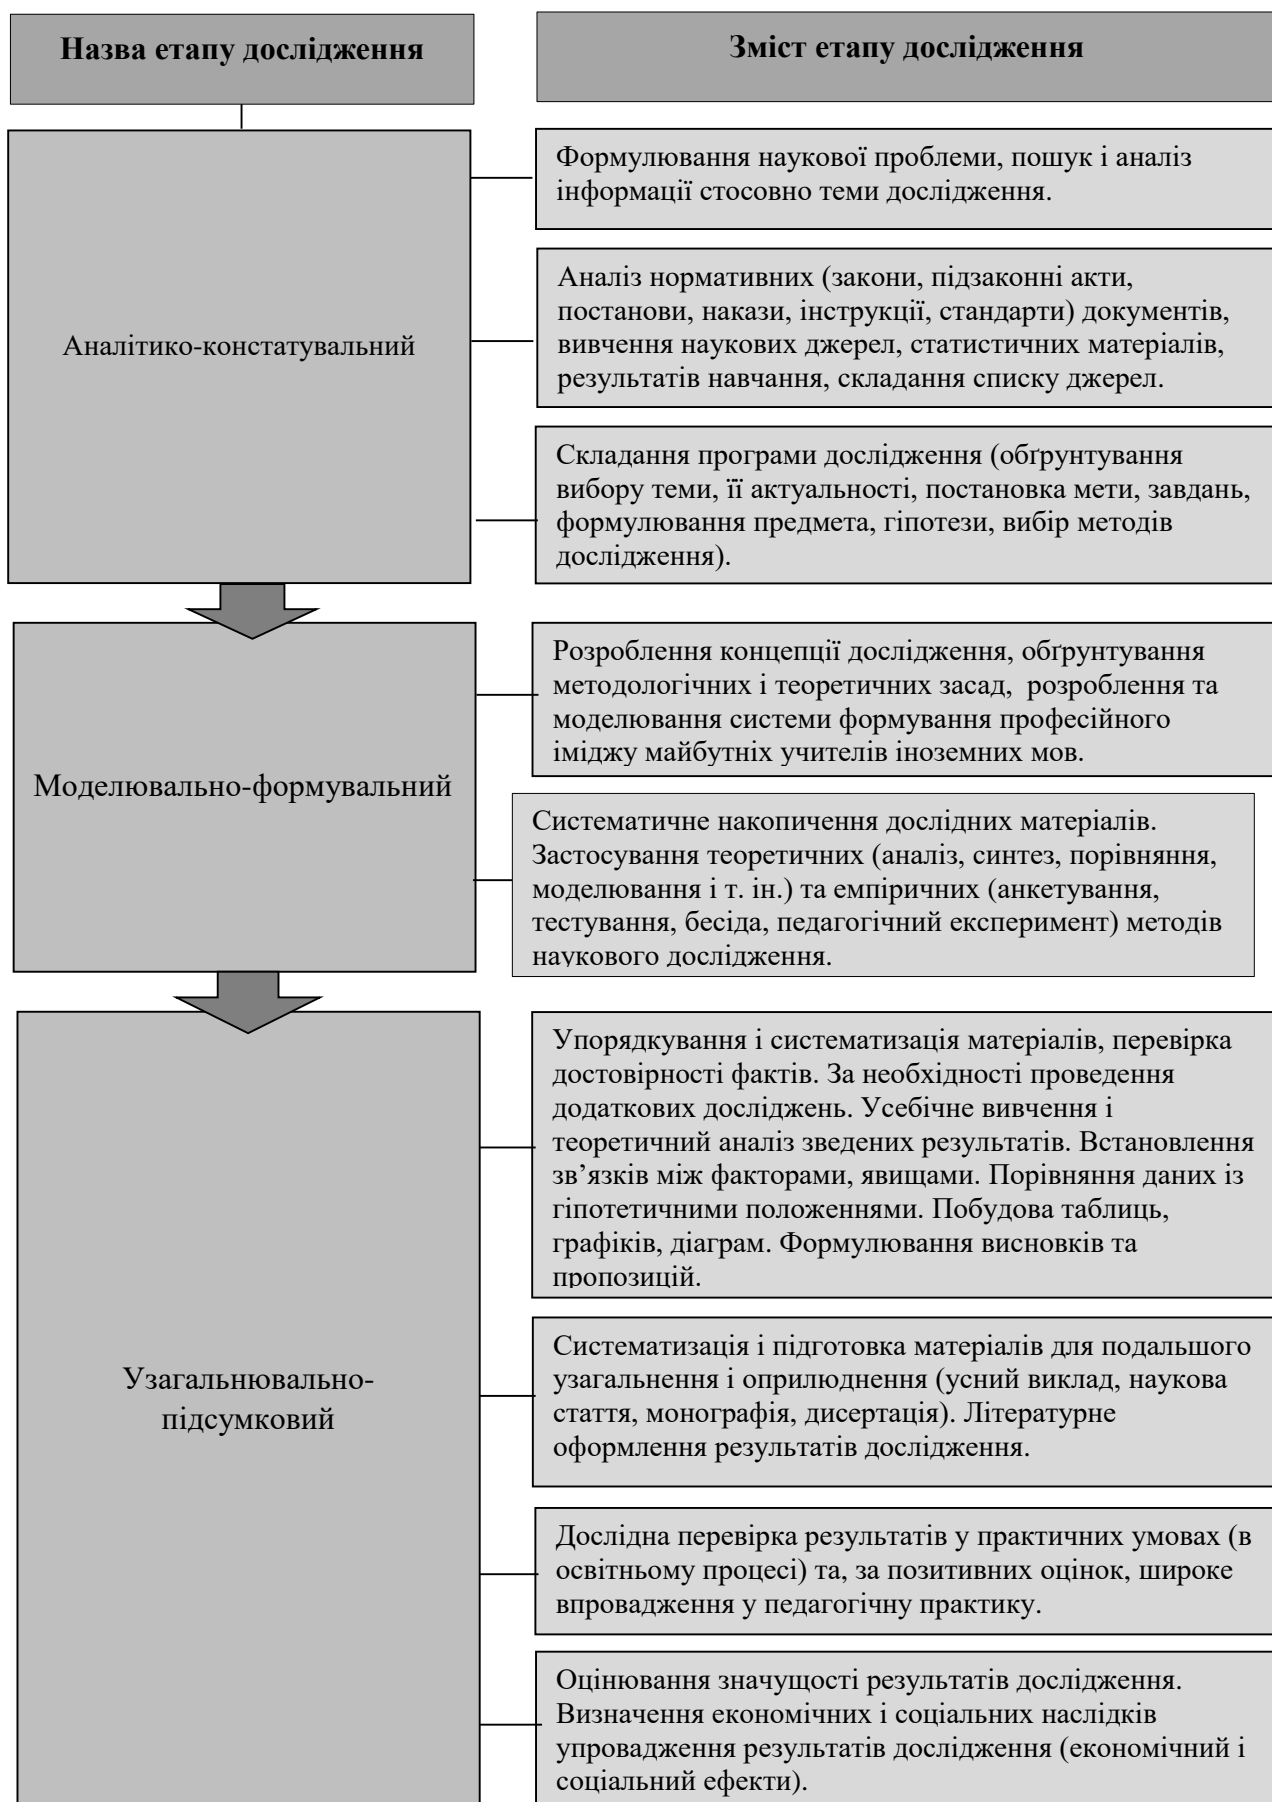 Назва етапу дослідження
Зміст етапу дослідження
Аналітико-констатувальний
Формулювання наукової проблеми, пошук і аналіз
інформації стосовно теми дослідження.
Аналіз нормативних (закони, підзаконні акти,
постанови, накази, інструкції, стандарти) документів,
вивчення наукових джерел, статистичних матеріалів,
результатів навчання, складання списку джерел.
Складання програми дослідження (обґрунтування
вибору теми, її актуальності, постановка мети, завдань,
формулювання предмета, гіпотези, вибір методів
дослідження).
Моделювально-формувальний
Розроблення концепції дослідження, обґрунтування
методологічних і теоретичних засад, розроблення та
моделювання системи формування професійного
іміджу майбутніх учителів іноземних мов.
Систематичне накопичення дослідних матеріалів.
Застосування теоретичних (аналіз, синтез, порівняння,
моделювання і т. ін.) та емпіричних (анкетування,
тестування, бесіда, педагогічний експеримент) методів
наукового дослідження.
Узагальнювально-
підсумковий
Упорядкування і систематизація матеріалів, перевірка
достовірності фактів. За необхідності проведення
додаткових досліджень. Усебічне вивчення і
теоретичний аналіз зведених результатів. Встановлення
зв’язків між факторами, явищами. Порівняння даних із
гіпотетичними положеннями. Побудова таблиць,
графіків, діаграм. Формулювання висновків та
пропозицій.
Систематизація і підготовка матеріалів для подальшого
узагальнення і оприлюднення (усний виклад, наукова
стаття, монографія, дисертація). Літературне
оформлення результатів дослідження.
Дослідна перевірка результатів у практичних умовах (в
освітньому процесі) та, за позитивних оцінок, широке
впровадження у педагогічну практику.
Оцінювання значущості результатів дослідження.
Визначення економічних і соціальних наслідків
упровадження результатів дослідження (економічний і
соціальний ефекти).